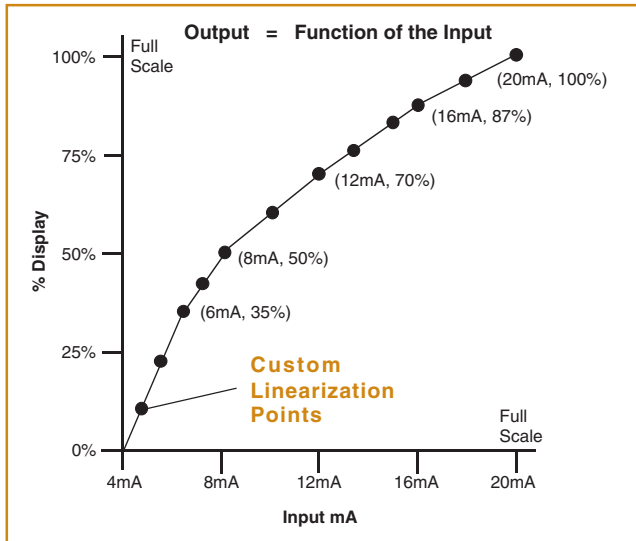 Output = Function of the Input
Full
Scale
100%
(20mA, 100%)
(16mA, 87%)
75%
(12mA, 70%)
% Display
50%
(8mA, 50%)
(6mA, 35%)
25%
Custom
Linearization
Points
Full
Scale
0%
4mA
8mA
12mA
16mA
20mA
Input mA